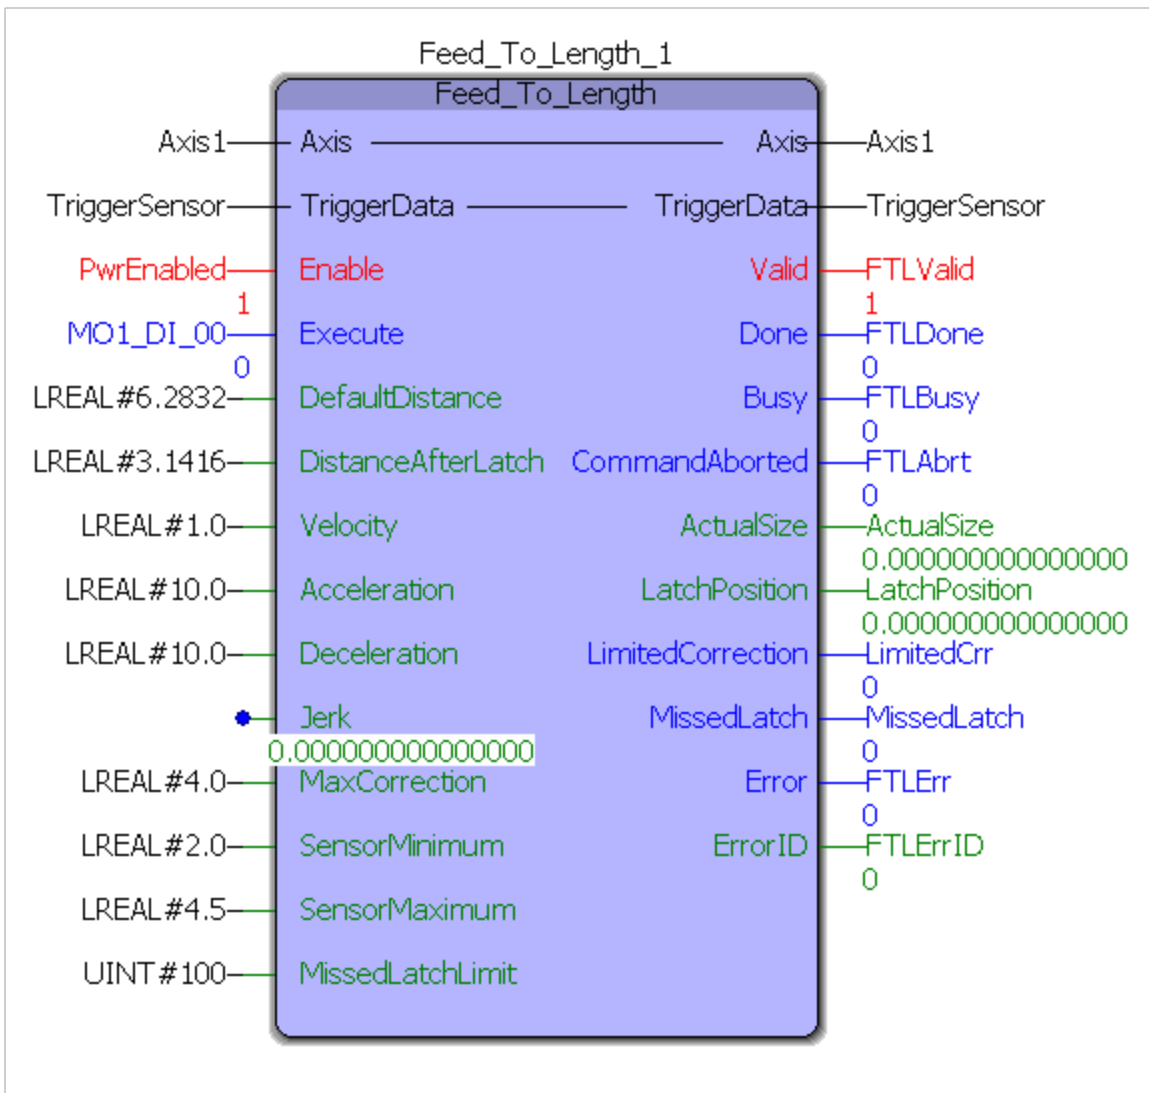 Feed_To_Length_1
Feed_To_Length
Axis1 Axis Axis Axis1
TriggerSensor TriggerData TriggerData TriggerSensor
PwrEnabled Enable Valid FTLValid
1 1
MO1_DI_00 Execute Done FTLDone
0 0
LREAL#6.2832 DefaultDistance Busy FTLBusy
0
LREAL#3.1416 DistanceAfterLatch CommandAborted FTLAbrt
0
LREAL#1.0 Velocity ActualSize ActualSize
0.000000000000000
LREAL#10.0 Acceleration LatchPosition LatchPosition
0.000000000000000
LREAL#10.0 Deceleration LimitedCorrection LimitedCrr
0
Jerk MissedLatch MissedLatch
0.000000000000000 0
LREAL#4.0 MaxCorrection Error FTLErr
0
LREAL#2.0 SensorMinimum ErrorID FTLErrID
0
LREAL#4.5 SensorMaximum
UINT#100 MissedLatchLimit